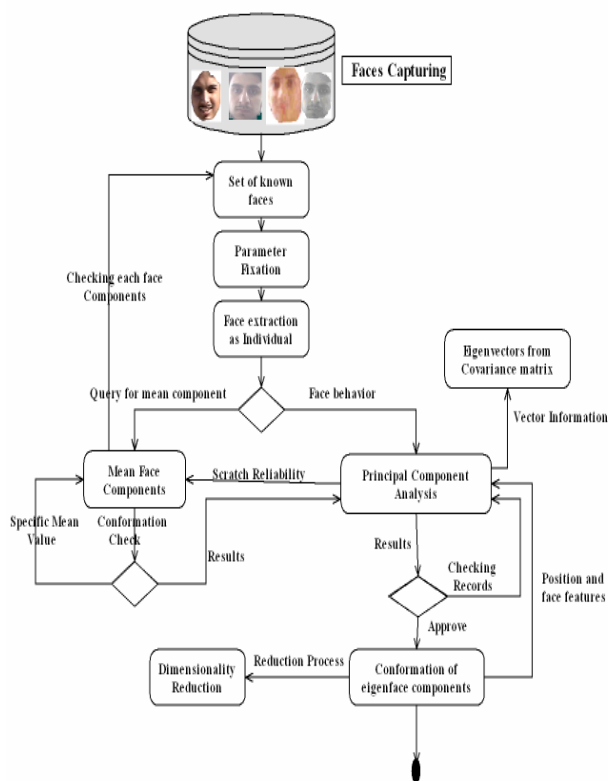 Faces Capturing
Set of known
faces
Parameter
Fixation
Checking each face
Components
Face extraction
as Individual
Eigenvectors from
Covariance matrix
Query for mean component
Face behavior
Vector Information
Mean Face
Components
Scratch Reliability
Principal Component
Analysis
Specific Mean
Value
Conformation
Check
Results
Results
Checking
Records
Position and
face features
Approve
Dimensionality
Reduction
Reduction Process
Conformation of
eigenface components